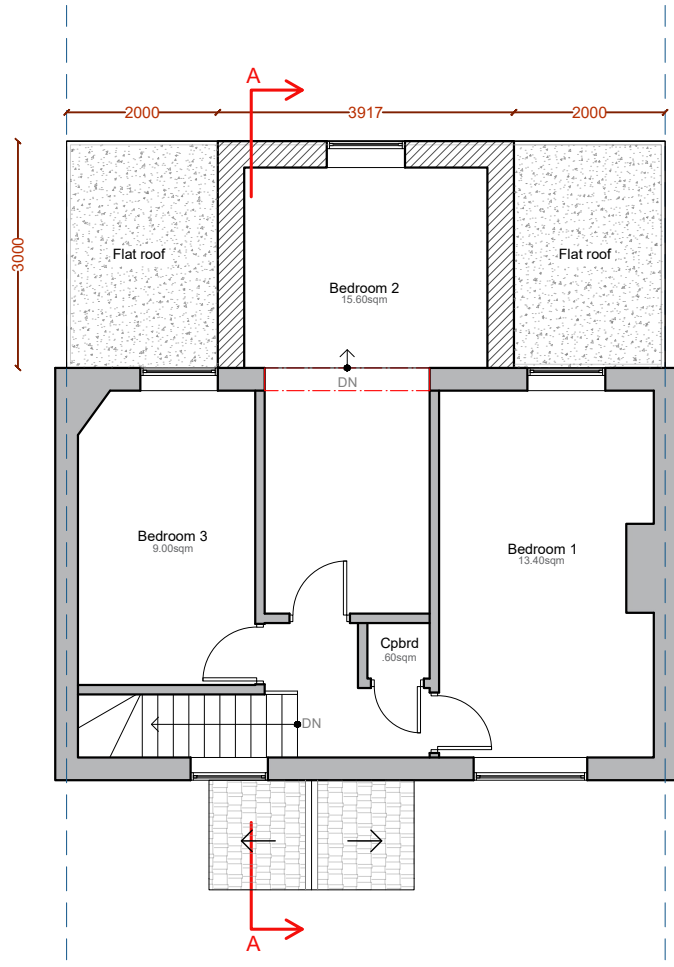 A
2000
3917
2000
3000
Flat roof
Flat roof
Bedroom 2
15.60sqm
DN
Bedroom 3
9.00sqm
Bedroom 1
13.40sqm
Cpbrd
.60sqm
DN
A